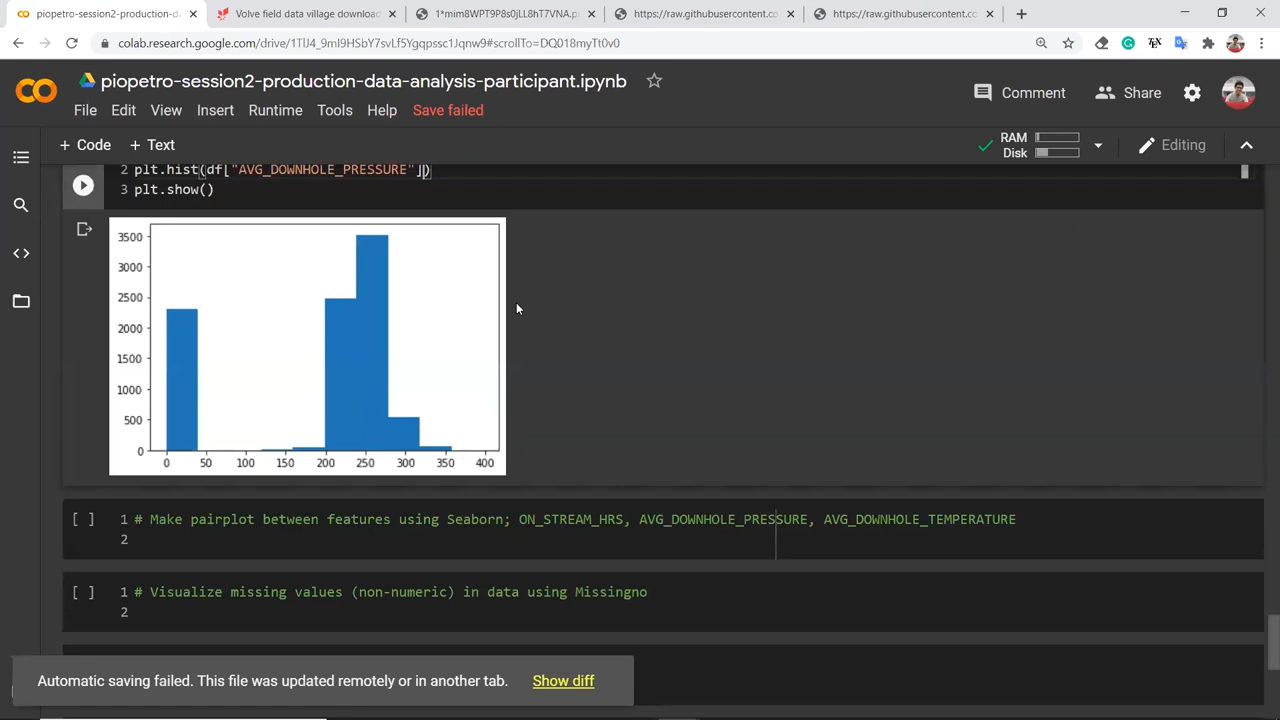 piopetro-session2-production-da
Volve field data village download
1*mim8WPT9P8s0jLL8hT7VNA.p
https://raw.githubusercontent.co
https://raw.githubusercontent.cc
colab.research.google.com/drive/1TlJ4_9mI9HSbY7svLf5Ygqpssc1Jqnw9#scrollTo=DQ018myTt0v0
piopetro-session2-production-data-analysis-participant.ipynb
Comment
Share
File Edit View Insert Runtime Tools Help Save failed
+ Code + Text
RAM
Disk
Editing
2 plt.hist(df["AVG_DOWNHOLE_PRESSURE"])
3 plt.show()
3500
3000
2500
2000
1500
1000
500
0
0 50 100 150 200 250 300 350 400
[ ] 1 # Make pairplot between features using Seaborn; ON_STREAM_HRS, AVG_DOWNHOLE_PRESSURE, AVG_DOWNHOLE_TEMPERATURE
2
[ ] 1 # Visualize missing values (non-numeric) in data using Missingno
2
Automatic saving failed. This file was updated remotely or in another tab. Show diff